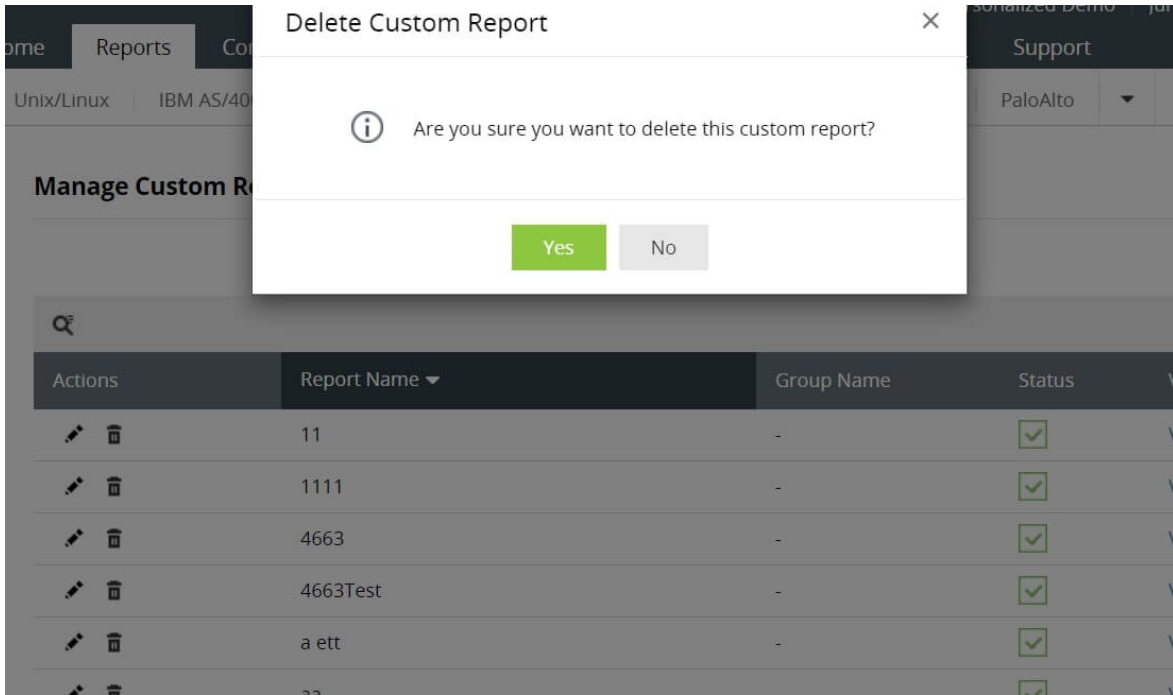 Delete Custom Report
Reports
Support
Unix/Linux
PaloAlto
Are you sure you want to delete this custom report?
Manage Custom
Yes
No
Actions
Report Name
Group Name
Status
11
-
1111
-
4663
-
4663Test
-
a ett
-